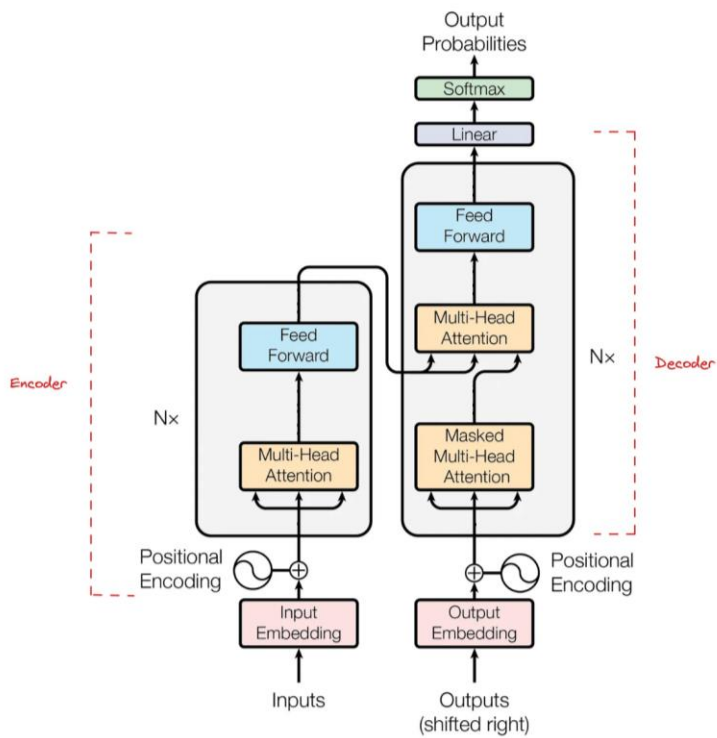 Output
Probabilities
Softmax
Linear
Feed
Forward
Multi-Head
Attention
Feed
Forward
Nx
Decoder
Encoder
Nx
Masked
Multi-Head
Attention
Multi-Head
Attention
Positional
Encoding
Positional
Encoding
Input
Embedding
Output
Embedding
Inputs
Outputs
(shifted right)